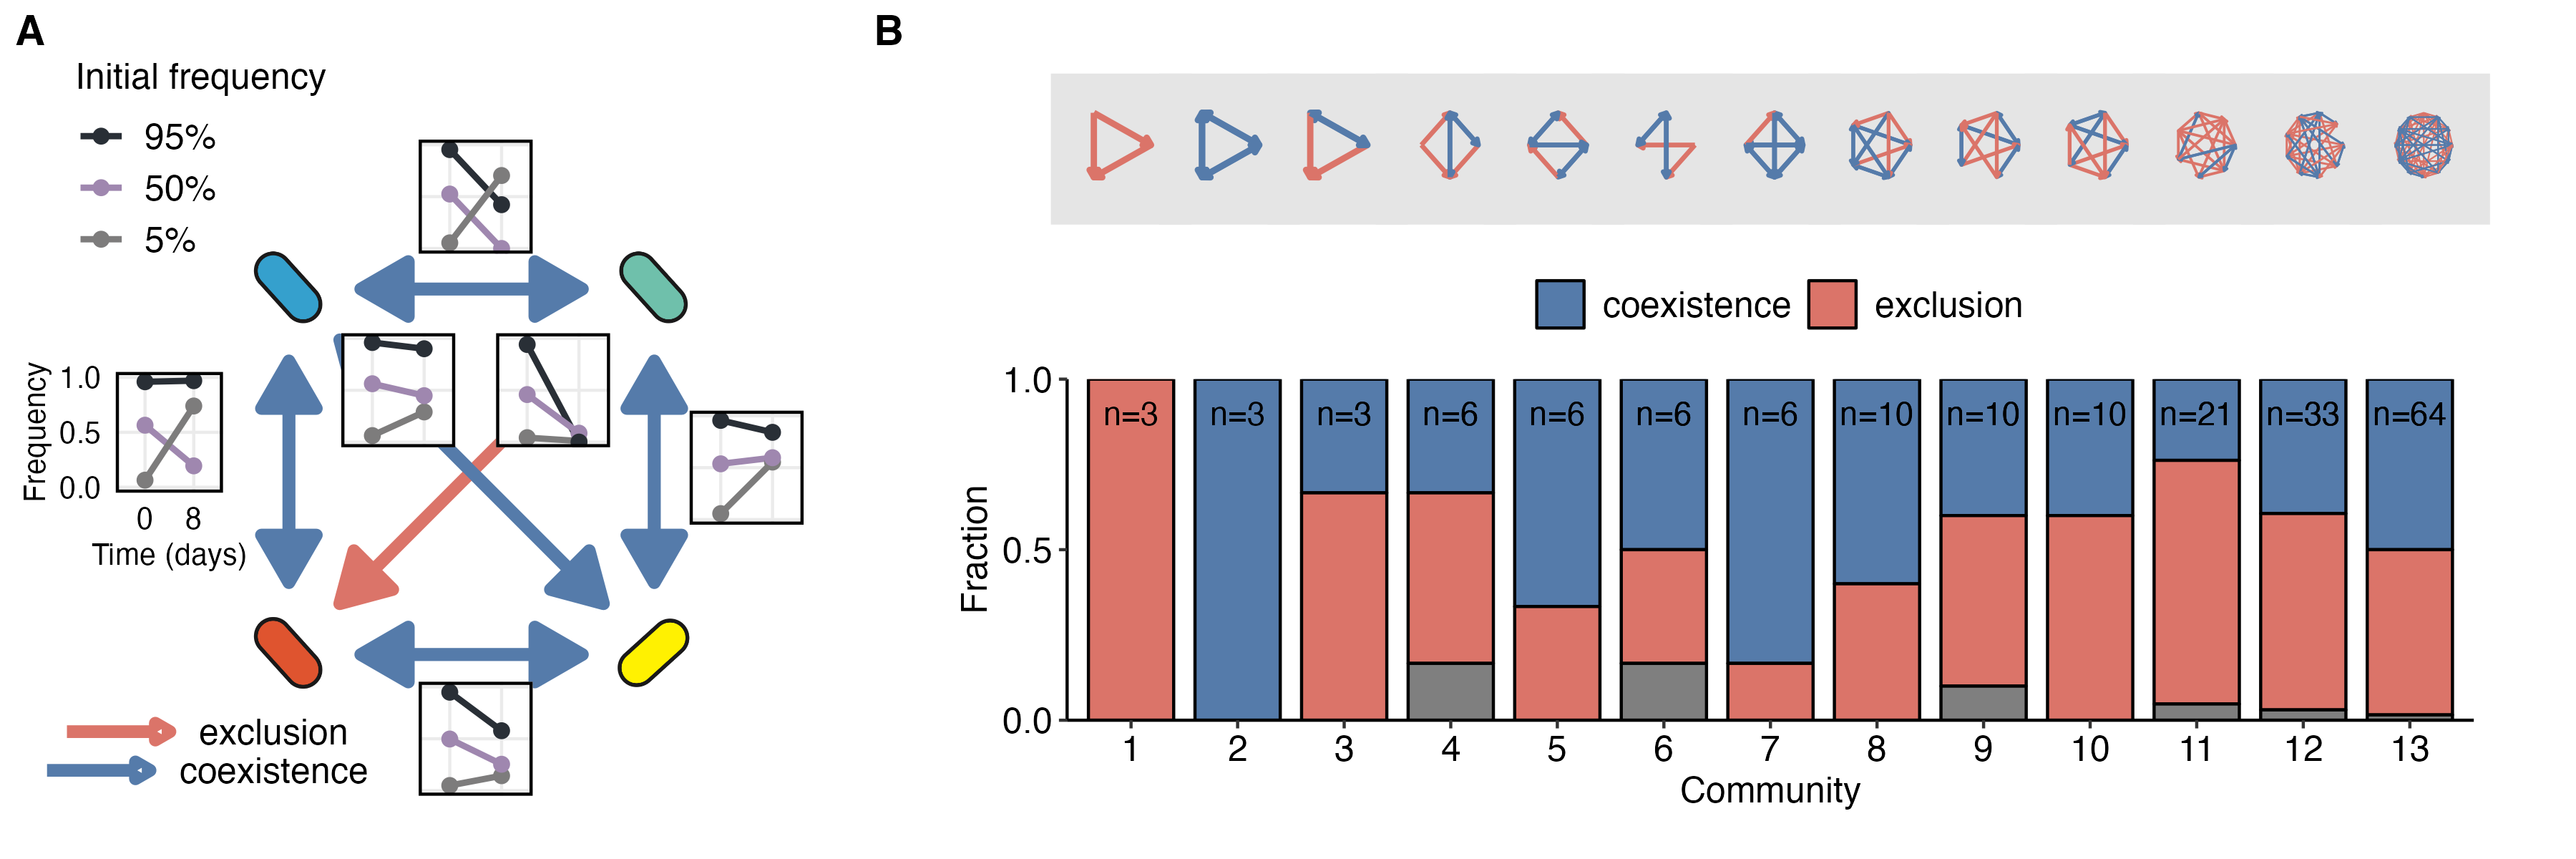 A
Initial frequency
95%
50%
5%
Frequency
1.0
0.5
0.0
0 8
Time (days)
exclusion
coexistence
B
coexistence exclusion
Fraction
1.0
0.5
0.0
n=3 n=3 n=3 n=6 n=6 n=6 n=6 n=10 n=10 n=10 n=21 n=33 n=64
1 2 3 4 5 6 7 8 9 10 11 12 13
Community